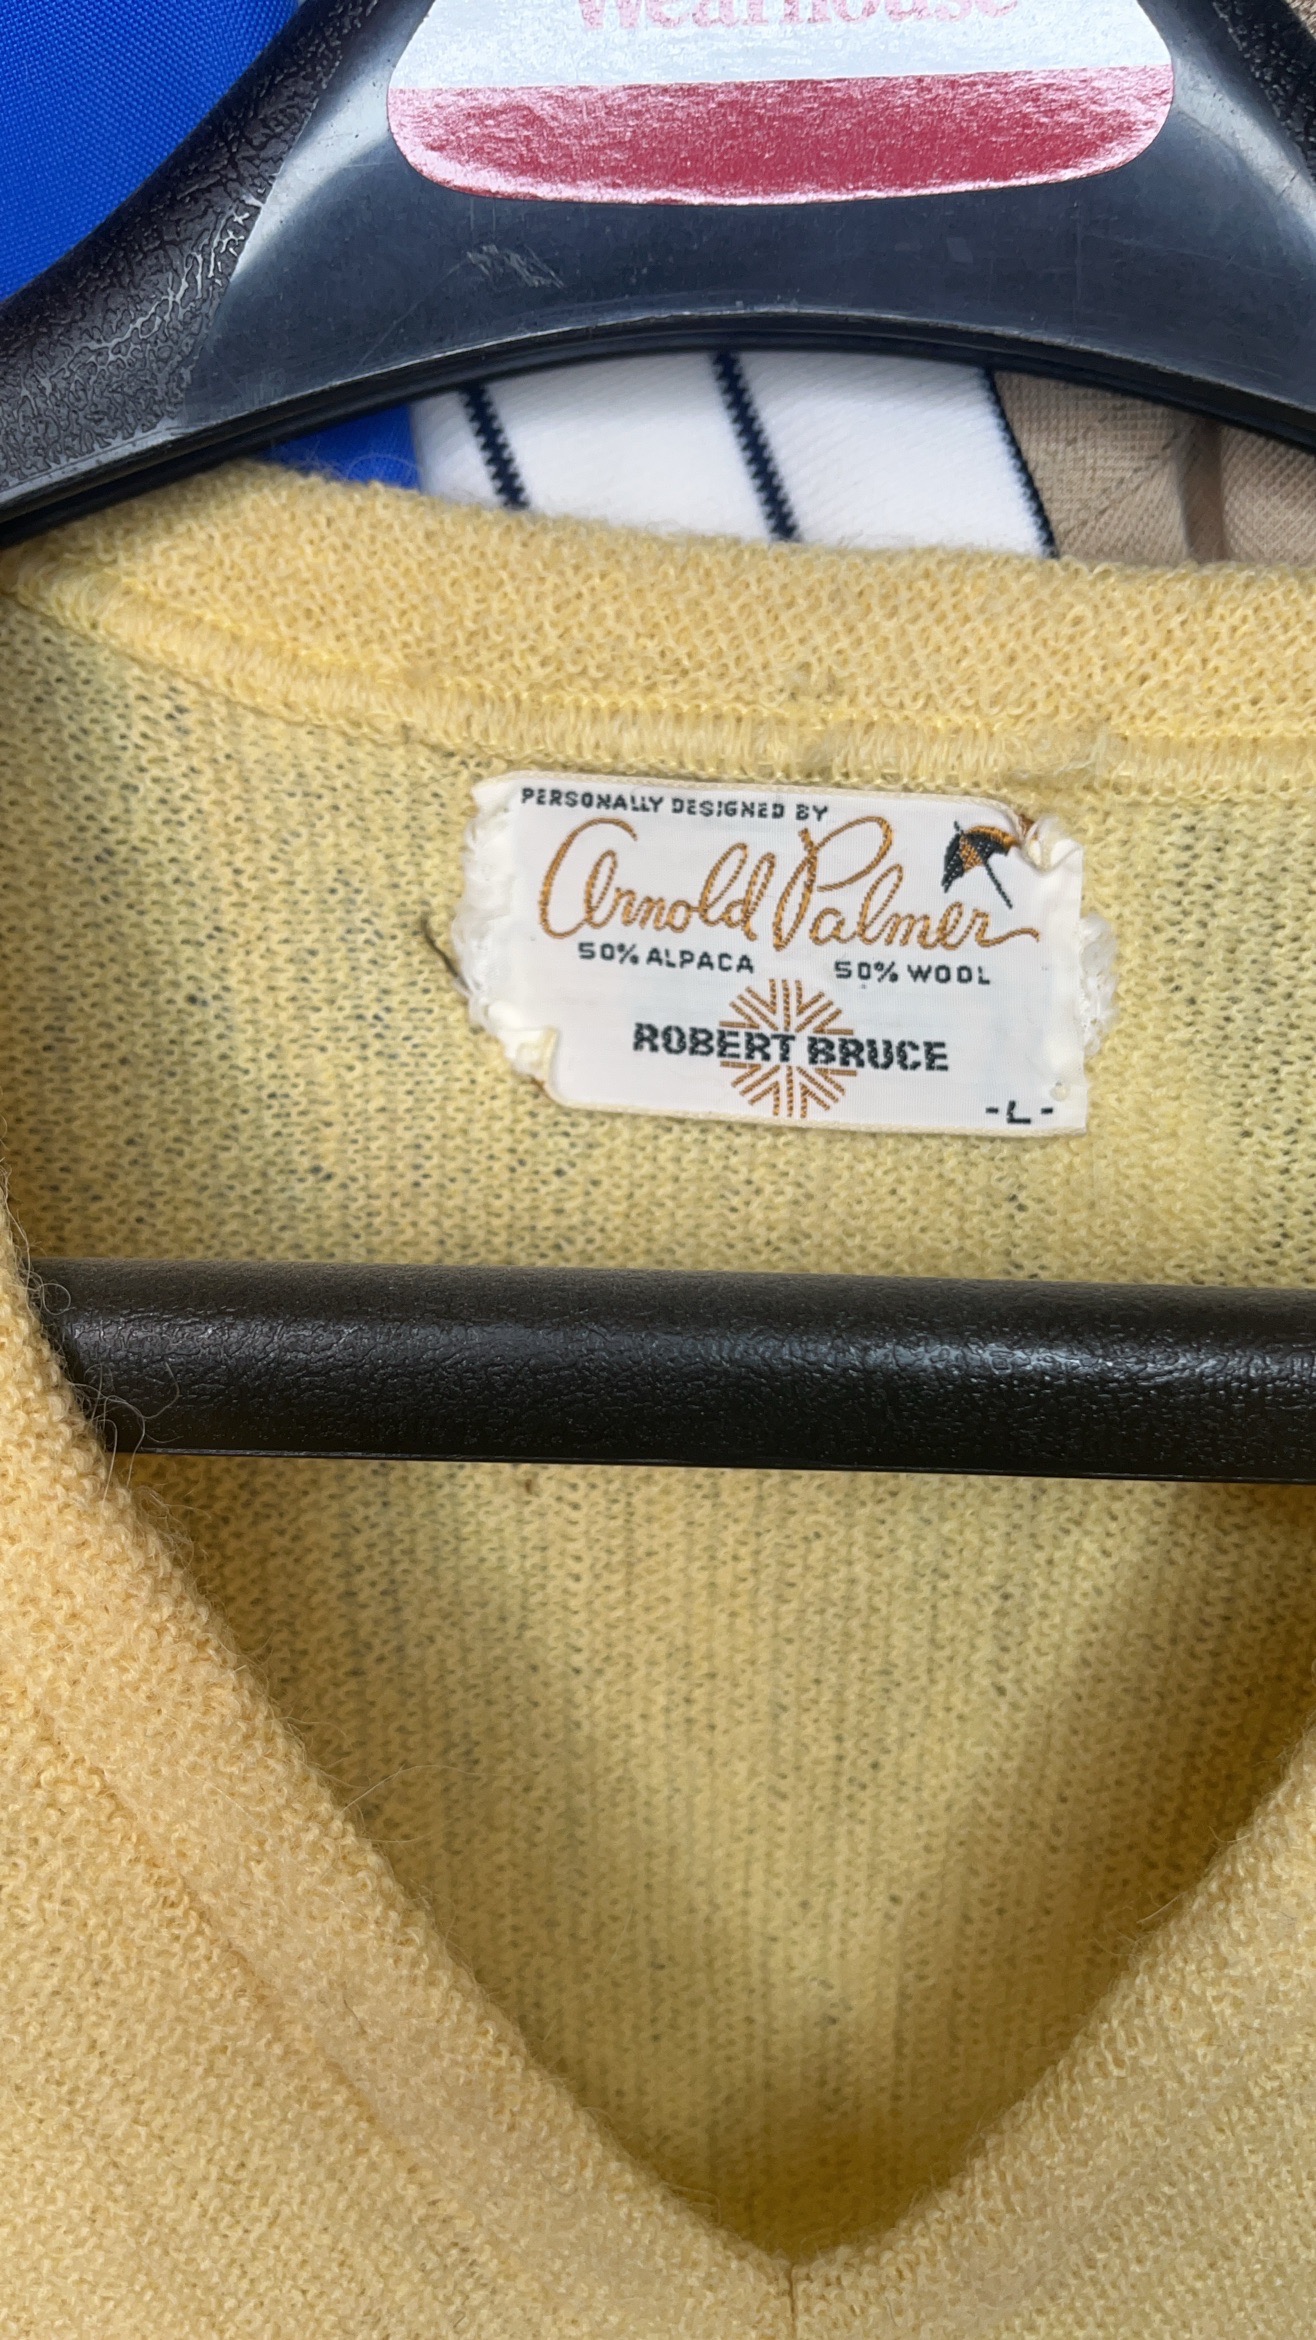 Wearhouse
PERSONALLY DESIGNED BY
Arnold Palmer
50% ALPACA 50% WOOL
ROBERT BRUCE
-L-